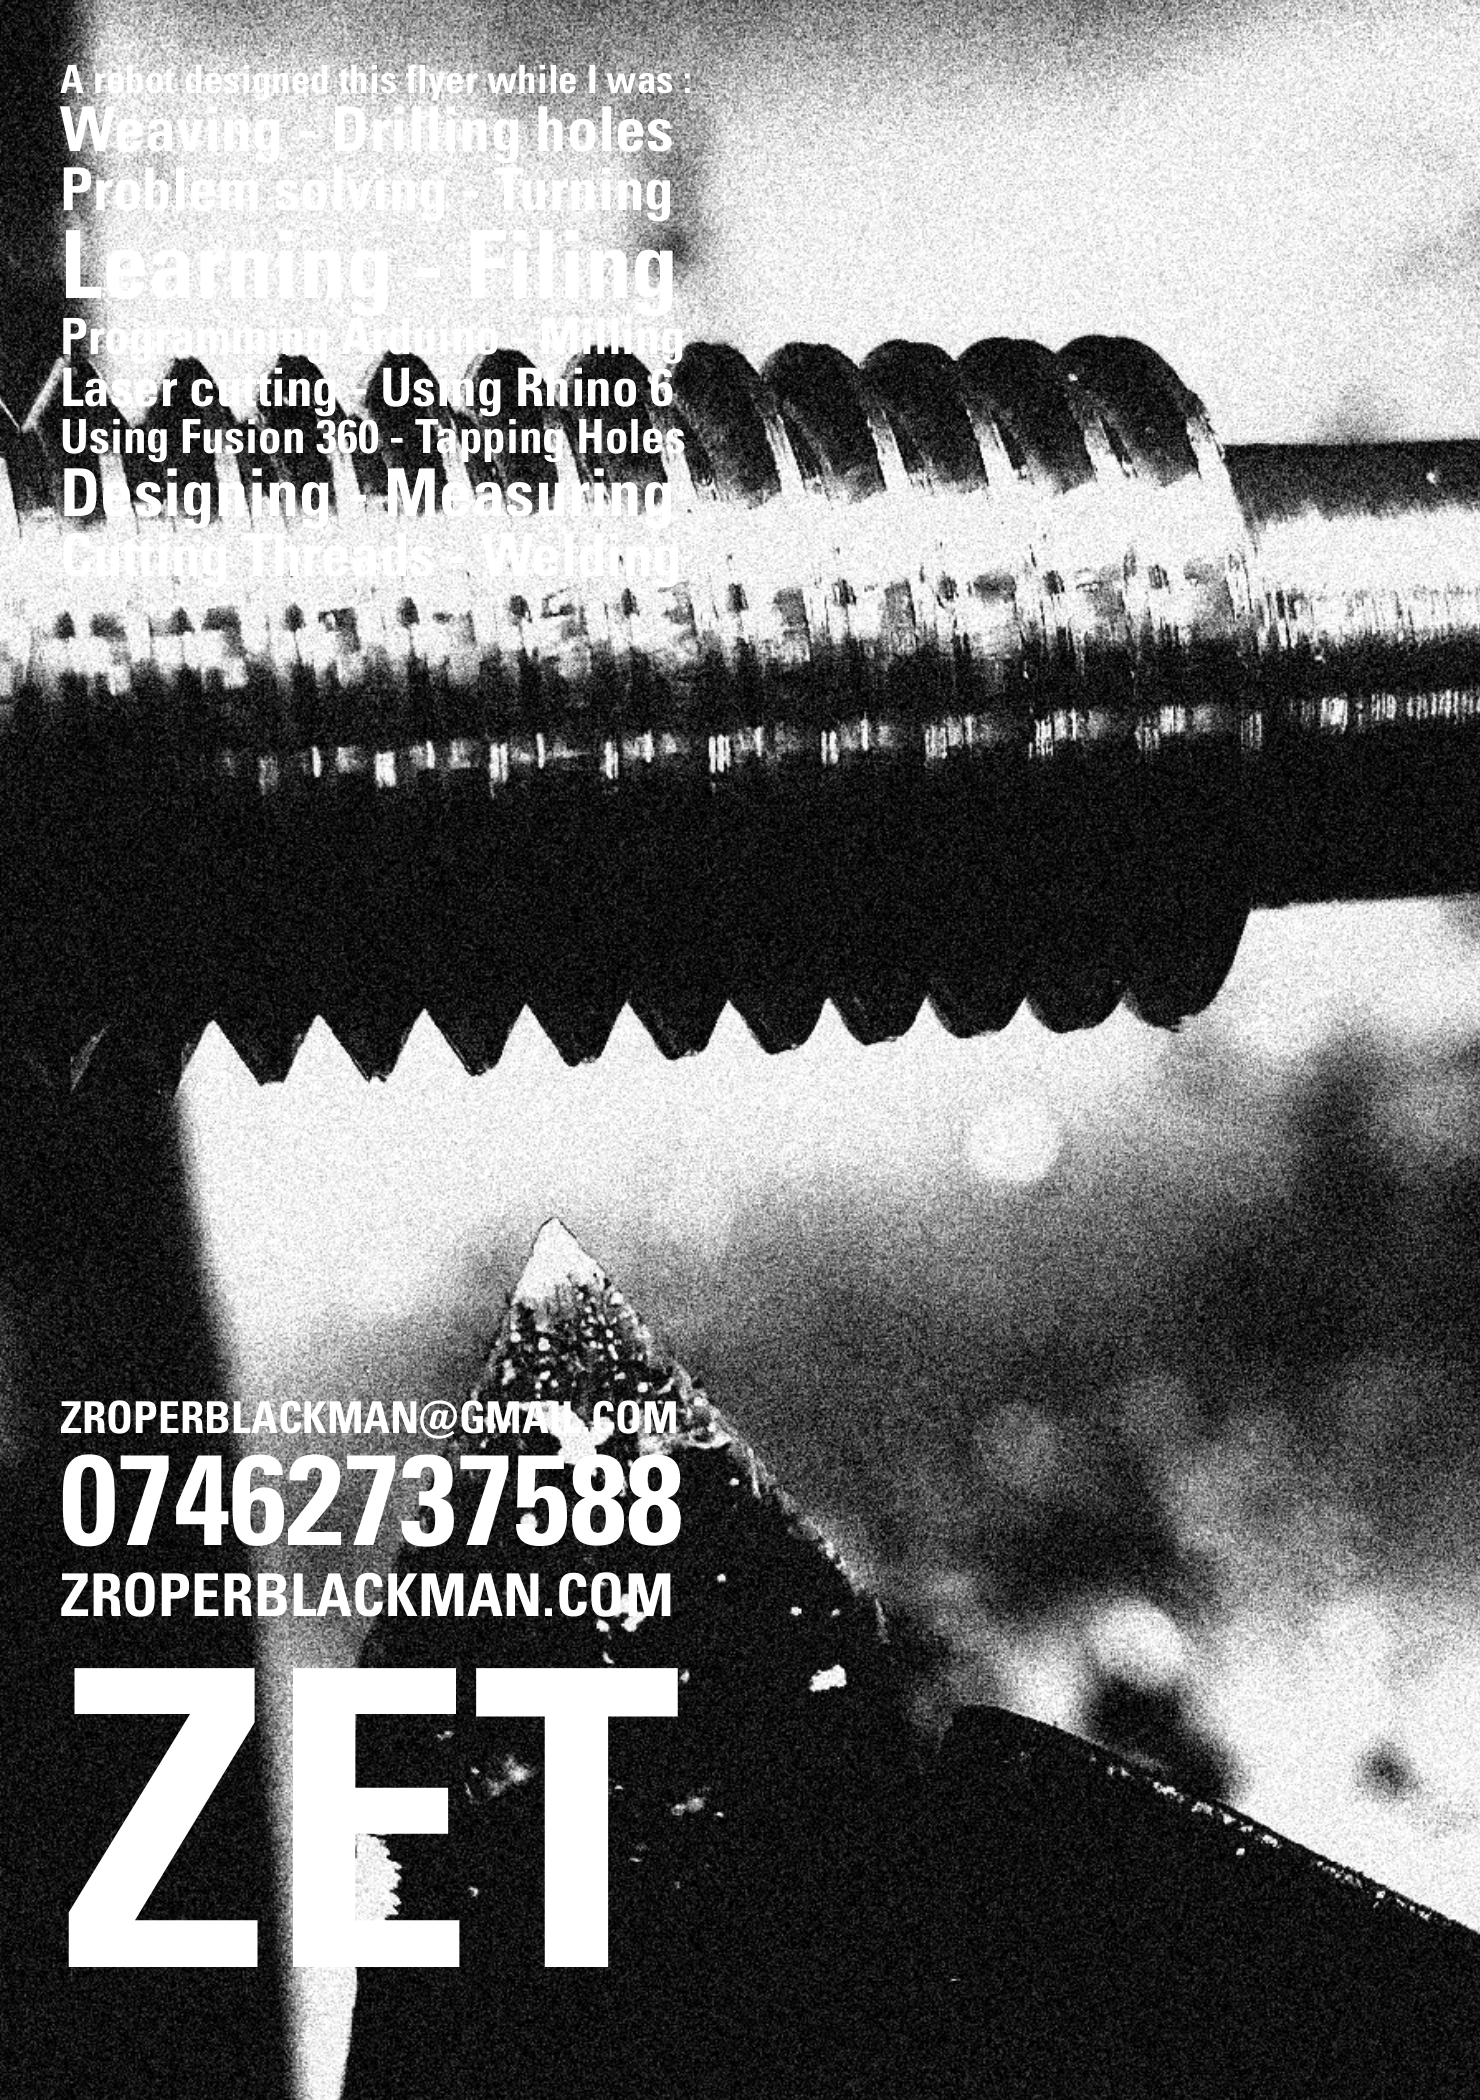 A robot designed this flyer while I was :
Weaving - Drilling holes
Problem solving - Turning
Learning - Filing
Programming Arduino - Milling
Laser cutting - Using Rhino 6
Using Fusion 360 - Tapping Holes
Designing - Measuring
Cutting Threads - Welding
ZROPERBLACKMAN@GMAIL.COM
07462737588
ZROPERBLACKMAN.COM
ZET